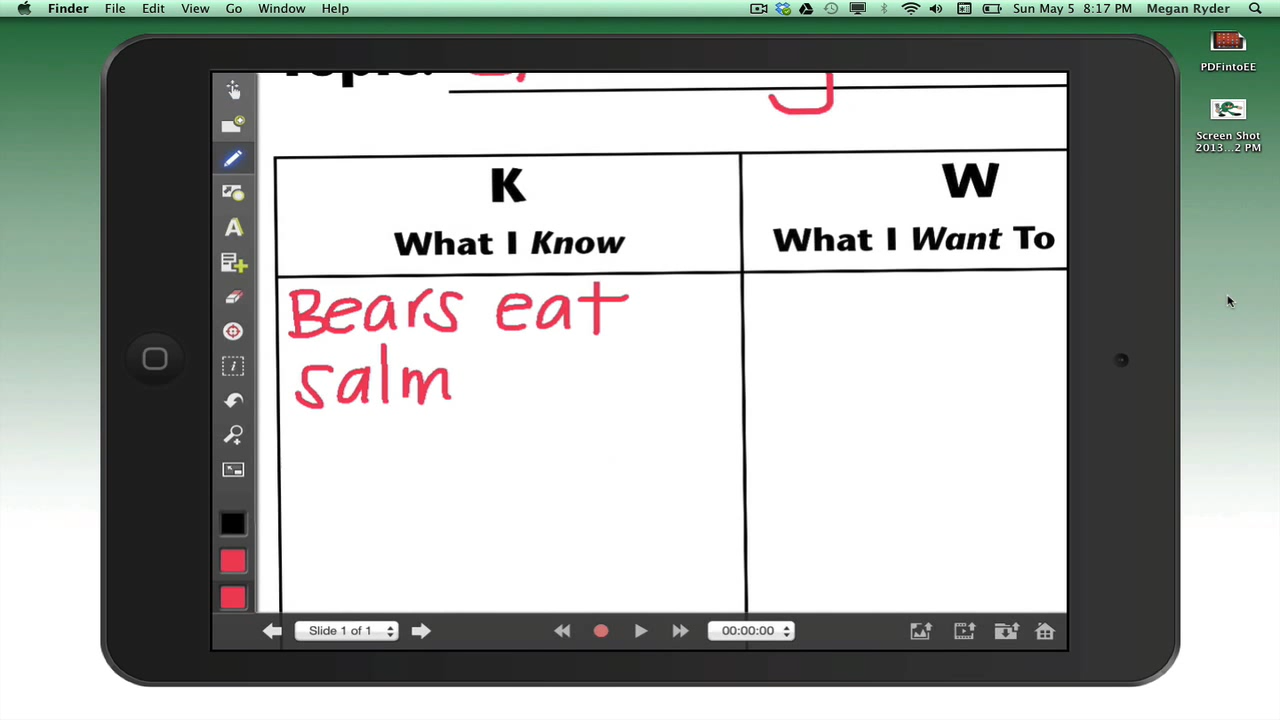 Finder File Edit View Go Window Help Sun May 5 8:17 PM Megan Ryder
PDFintoEE
Screen Shot
2013...2 PM
Topic:
K
What I Know
W
What I Want To
Bears eat
salm
Slide 1 of 1
00:00:00